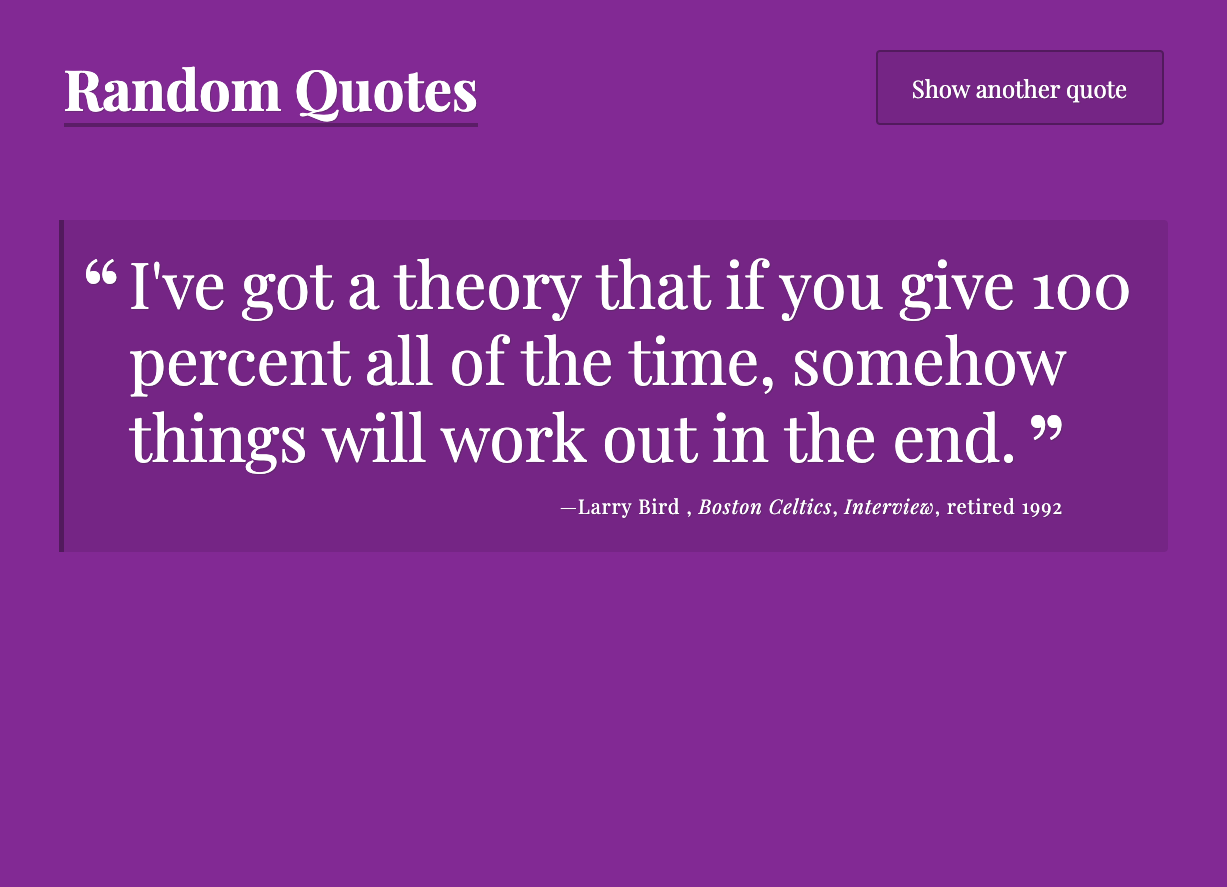 Random Quotes
Show another quote
“ I've got a theory that if you give 100
percent all of the time, somehow
things will work out in the end. ”
—Larry Bird , Boston Celtics, Interview, retired 1992